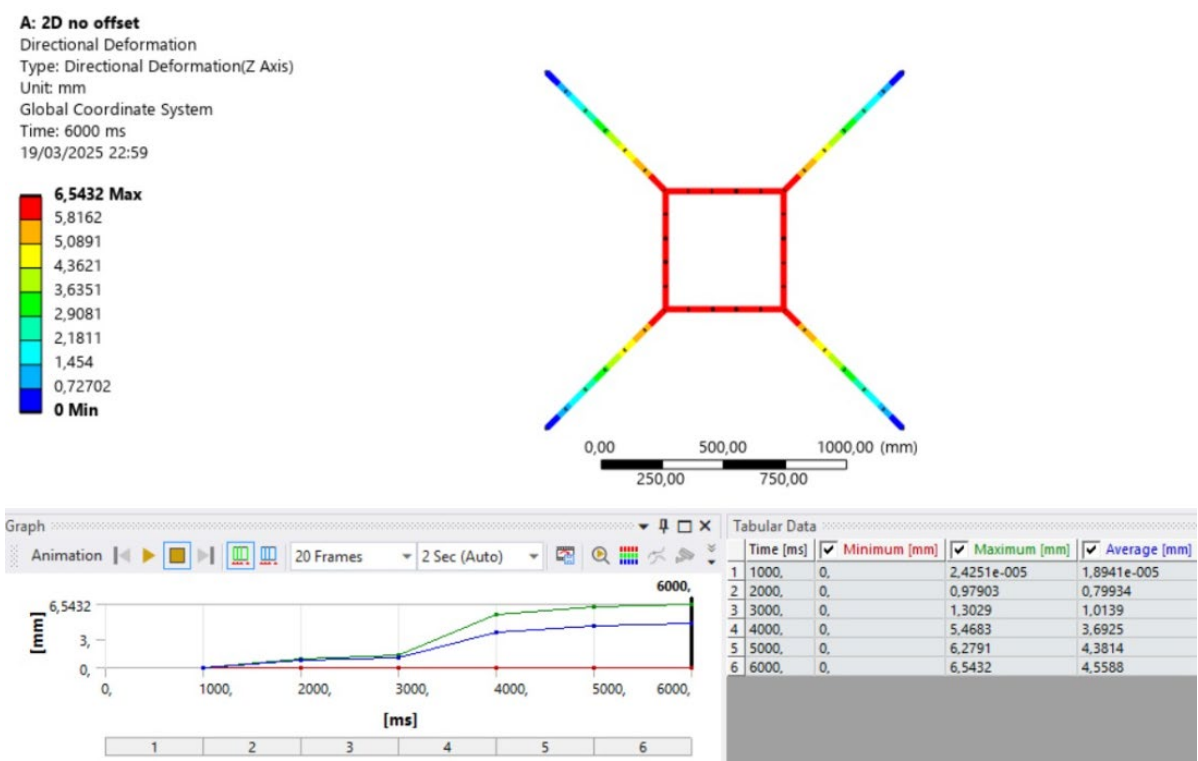 A: 2D no offset
Directional Deformation
Type: Directional Deformation(Z Axis)
Unit: mm
Global Coordinate System
Time: 6000 ms
19/03/2025 22:59
6,5432 Max
5,8162
5,0891
4,3621
3,6351
2,9081
2,1811
1,454
0,72702
0 Min
0,00 500,00 1000,00 (mm)
250,00 750,00
Graph
Animation 20 Frames 2 Sec (Auto)
6000,
6,5432
3,
0,
[mm]
0, 1000, 2000, 3000, 4000, 5000, 6000,
[ms]
1 2 3 4 5 6
Tabular Data
Time [ms] Minimum [mm] Maximum [mm] Average [mm]
1 1000, 0, 2,4251e-005 1,8941e-005
2 2000, 0, 0,97903 0,79934
3 3000, 0, 1,3029 1,0139
4 4000, 0, 5,4683 3,6925
5 5000, 0, 6,2791 4,3814
6 6000, 0, 6,5432 4,5588